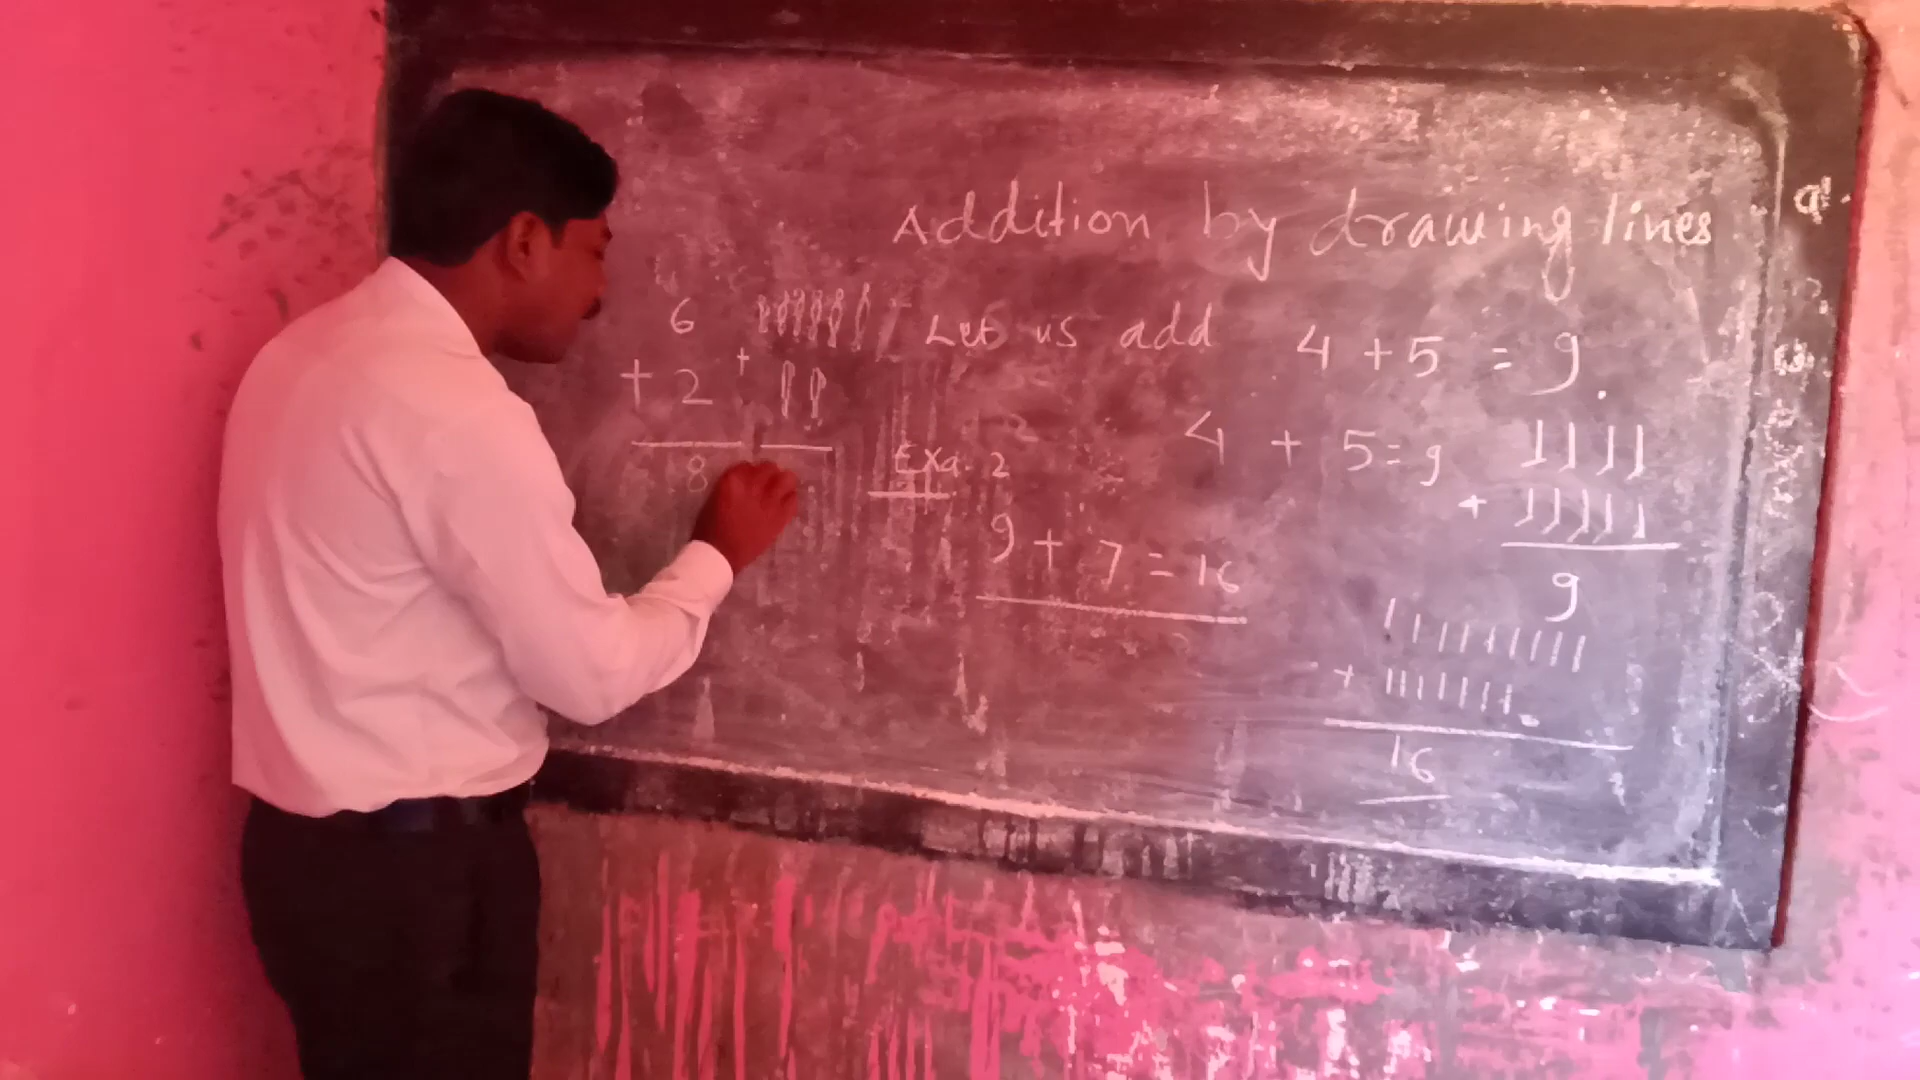 Addition by drawing lines
6
+ 2
8
+
Let us add 4 + 5 = 9.
4 + 5 = 9
+
9
Exa. 2
9 + 7 = 16
+
16